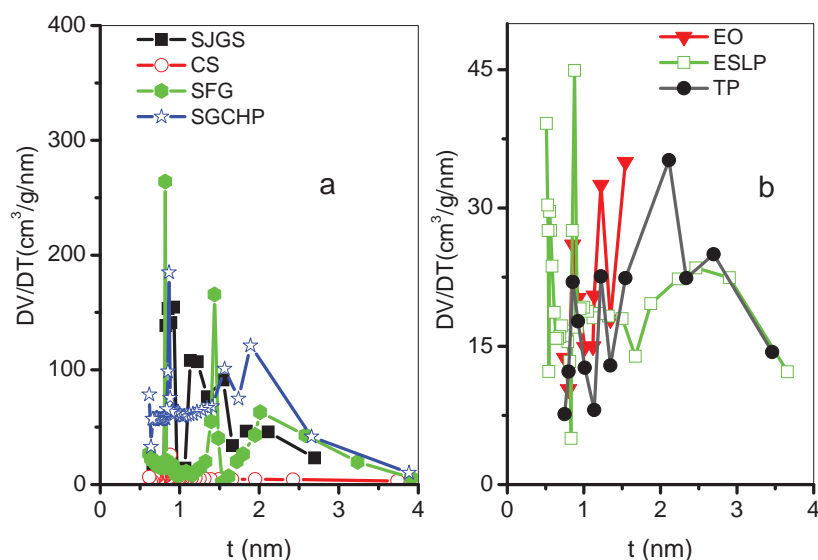 400
300
200
100
0
0
1
2
3
4
DV/DT(cm³/g/nm)
t (nm)
SJGS
CS
SFG
SGCHP
a
45
30
15
0
0
1
2
3
4
DV/DT(cm³/g/nm)
t (nm)
EO
ESLP
TP
b